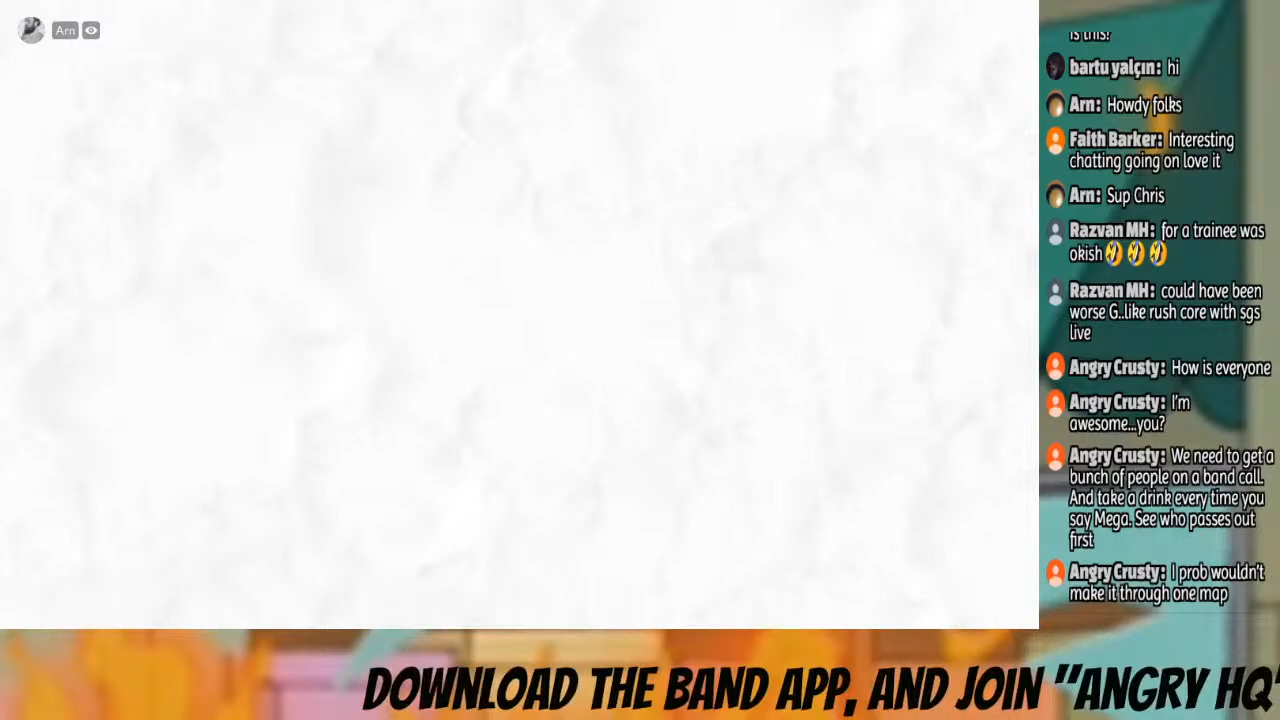 Arn
is this?
bartu yalçın: hi
Arn: Howdy folks
Faith Barker: Interesting
chatting going on love it
Arn: Sup Chris
Razvan MH: for a trainee was
okish🤣🤣🤣
Razvan MH: could have been
worse G..like rush core with sgs
live
Angry Crusty: How is everyone
Angry Crusty: I'm
awesome...you?
Angry Crusty: We need to get a
bunch of people on a band call.
And take a drink every time you
say Mega. See who passes out
first
Angry Crusty: I prob wouldn't
make it through one map
DOWNLOAD THE BAND APP, AND JOIN "ANGRY HQ"